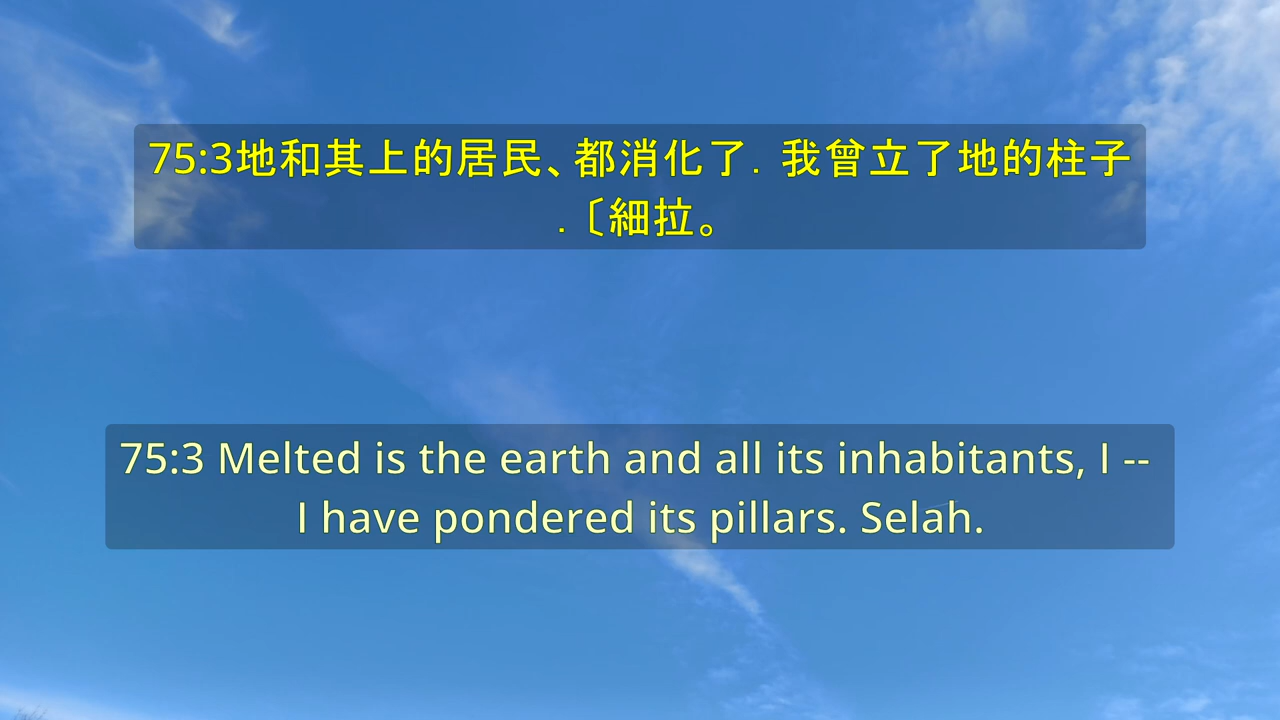 75:3地和其上的居民、都消化了． 我曾立了地的柱子
．〔細拉。
75:3 Melted is the earth and all its inhabitants, I --
I have pondered its pillars. Selah.